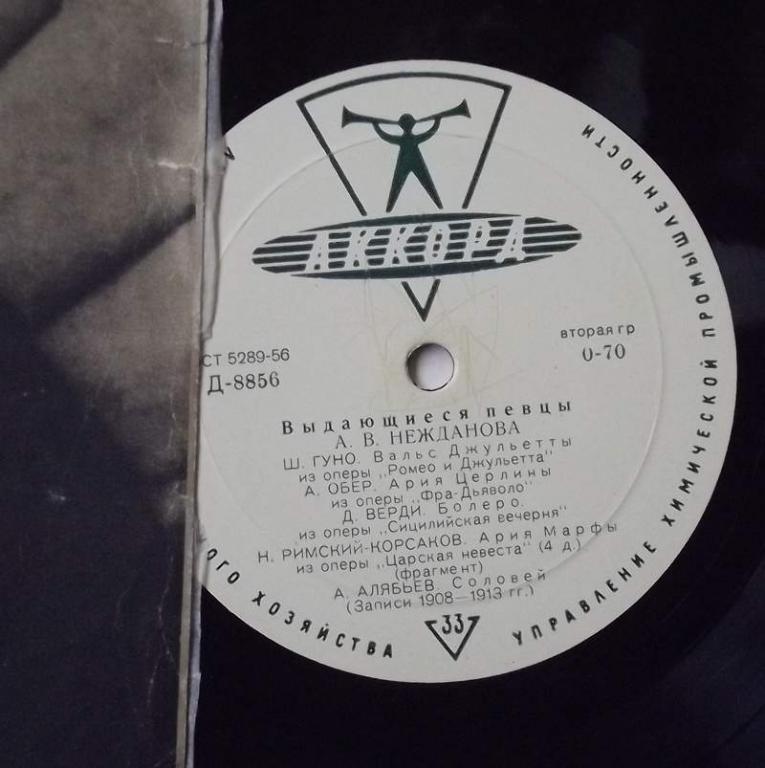 АККОРД
СТ 5289-56
Д-8856
вторая гр
0-70
Выдающиеся певцы
А. В. НЕЖДАНОВА
Ш. ГУНО. Вальс Джульетты
из оперы „Ромео и Джульетта"
А. ОБЕР. Ария Церлины
из оперы „Фра-Дьяволо"
Д. ВЕРДИ. Болеро.
из оперы „Сицилийская вечерня"
Н. РИМСКИЙ-КОРСАКОВ. Ария Марфы
из оперы „Царская невеста" (4 д.)
(фрагмент)
А. АЛЯБЬЕВ. Соловей
(Записи 1908—1913 гг.)
33
ОГО ХОЗЯЙСТВА
УПРАВЛЕНИЕ ХИМИЧЕСКОЙ ПРОМЫШЛЕННОСТИ